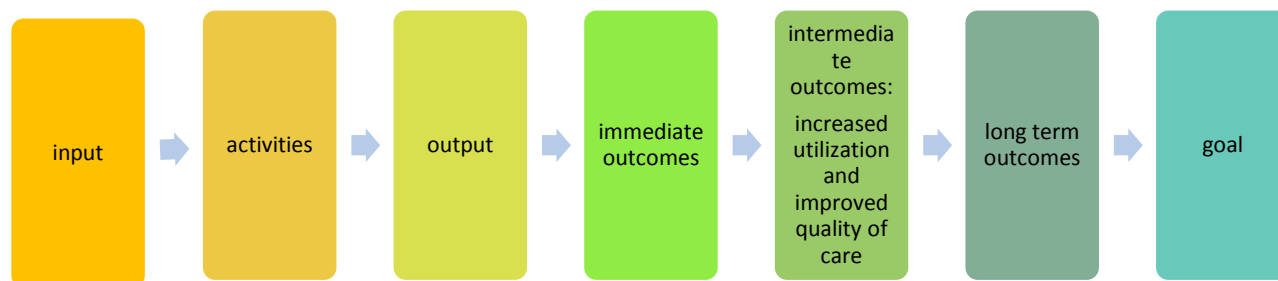 input
activities
output
immediate
outcomes
intermedia
te
outcomes:
increased
utilization
and
improved
quality of
care
long term
outcomes
goal